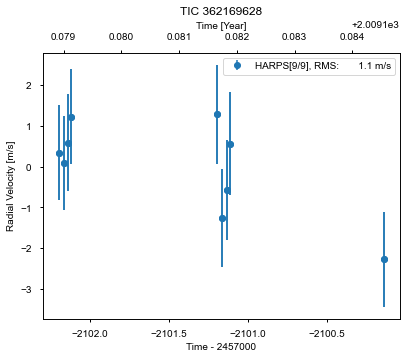 TIC 362169628
Time [Year]
+2.0091e3
0.079 0.080 0.081 0.082 0.083 0.084
HARPS[9/9], RMS: 1.1 m/s
Radial Velocity [m/s]
2
1
0
−1
−2
−3
−2102.0 −2101.5 −2101.0 −2100.5
Time - 2457000